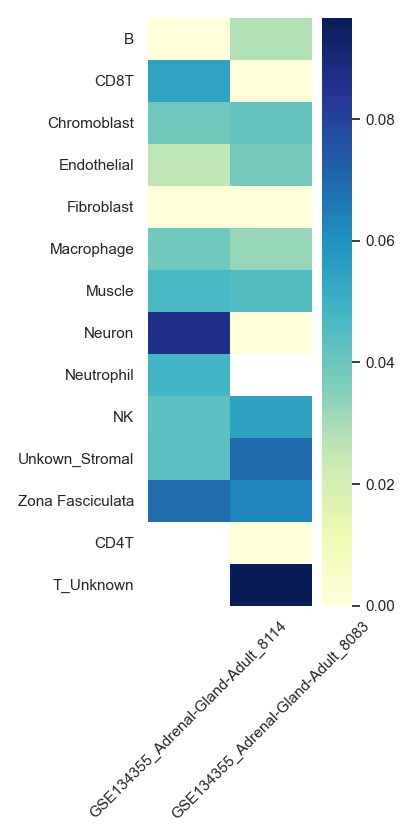 B
CD8T
Chromoblast
Endothelial
Fibroblast
Macrophage
Muscle
Neuron
Neutrophil
NK
Unkown_Stromal
Zona Fasciculata
CD4T
T_Unknown
0.08
0.06
0.04
0.02
0.00
GSE134355_Adrenal-Gland-Adult_8114
GSE134355_Adrenal-Gland-Adult_8083